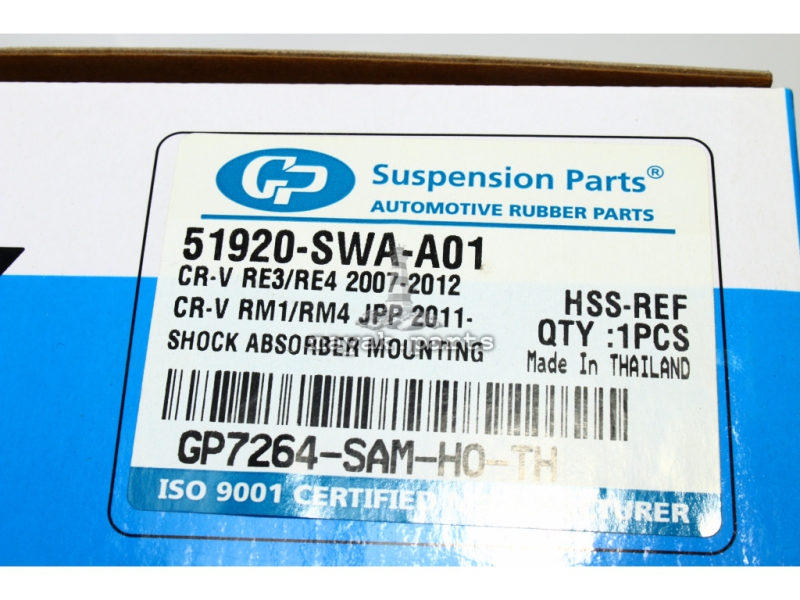 GP Suspension Parts®
AUTOMOTIVE RUBBER PARTS
51920-SWA-A01
CR-V RE3/RE4 2007-2012
CR-V RM1/RM4 JPP 2011-
HSS-REF
QTY :1PCS
SHOCK ABSORBER MOUNTING
Made In THAILAND
GP7264-SAM-HO-TH
ISO 9001 CERTIFIED